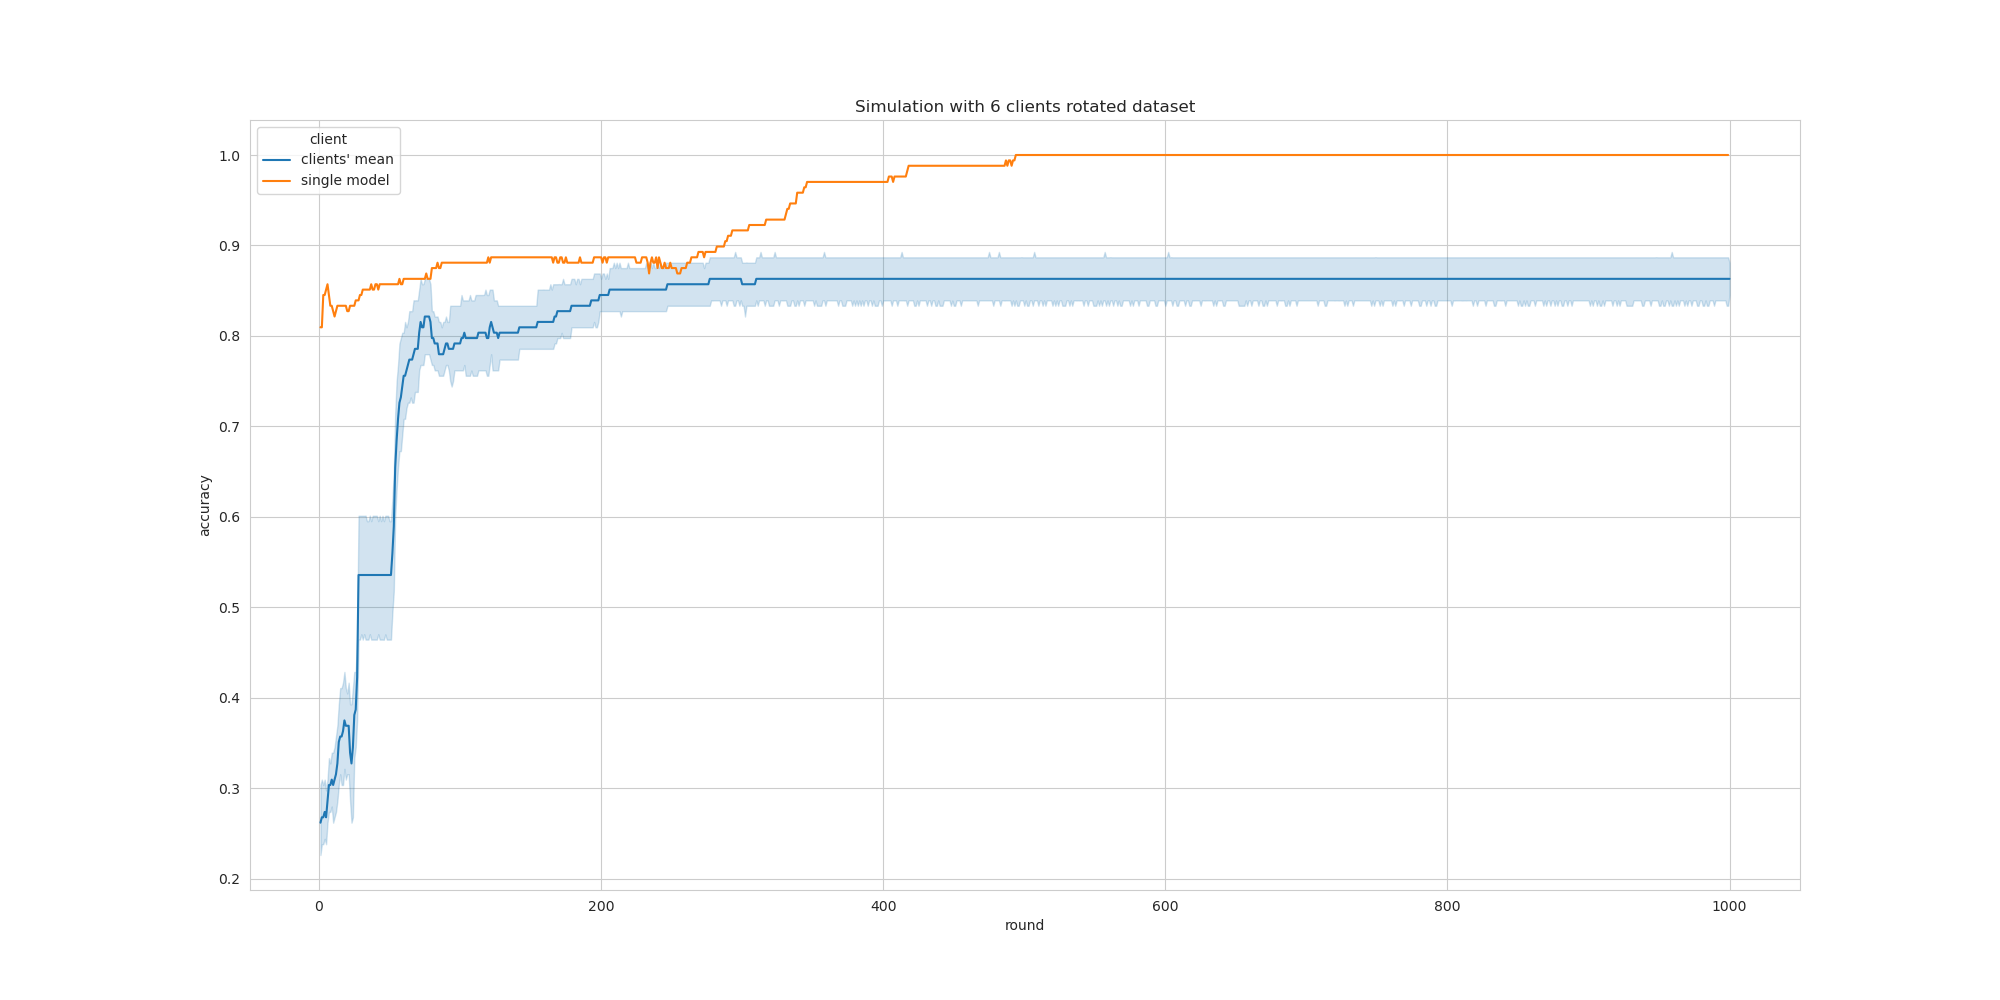 Simulation with 6 clients rotated dataset
client
clients' mean
single model
accuracy
1.0
0.9
0.8
0.7
0.6
0.5
0.4
0.3
0.2
0 200 400 600 800 1000
round